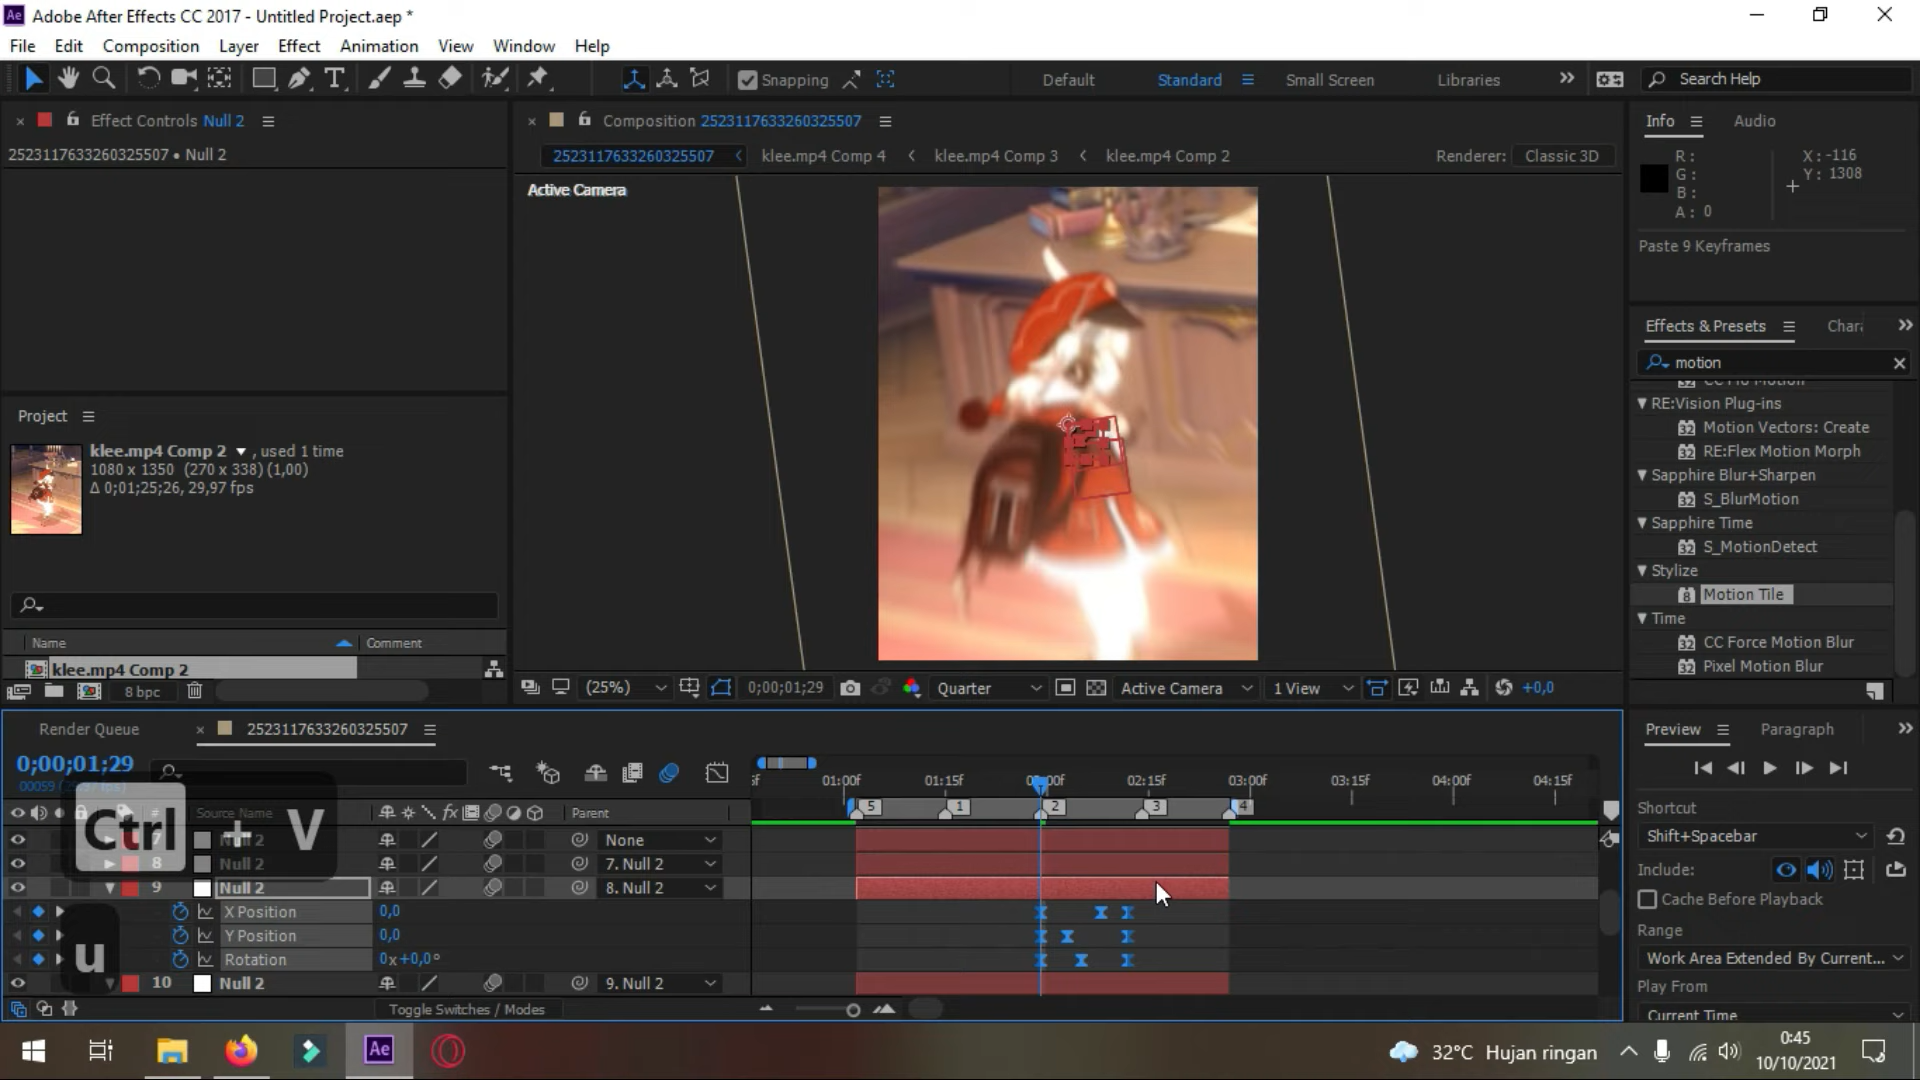 Ae Adobe After Effects CC 2017 - Untitled Project.aep *
File Edit Composition Layer Effect Animation View Window Help
Snapping Default Standard Small Screen Libraries Search Help
Effect Controls Null 2
2523117633260325507 • Null 2
Composition 2523117633260325507
2523117633260325507 klee.mp4 Comp 4 klee.mp4 Comp 3 klee.mp4 Comp 2 Renderer: Classic 3D
Active Camera
Info Audio
R : X : -116
G : Y : 1308
B :
A : 0
Paste 9 Keyframes
Effects & Presets
motion
RE:Vision Plug-ins
Motion Vectors: Create
RE:Flex Motion Morph
Sapphire Blur+Sharpen
S_BlurMotion
Sapphire Time
S_MotionDetect
Stylize
Motion Tile
Time
CC Force Motion Blur
Pixel Motion Blur
Project
klee.mp4 Comp 2 , used 1 time
1080 x 1350 (270 x 338) (1,00)
Δ 0;01;25;26, 29,97 fps
Name Comment
klee.mp4 Comp 2
8 bpc
(25%) 0;00;01;29 Quarter Active Camera 1 View +0,0
Render Queue 2523117633260325507
0;00;01;29
01:00f 01:15f 02:15f 03:00f 03:15f 04:00f 04:15f
5 1 2 3 4
# Source Name fx Parent
7 Null 2 None
8 Null 2 7. Null 2
9 Null 2 8. Null 2
X Position 0,0
Y Position 0,0
Rotation 0x+0,0°
10 Null 2 9. Null 2
Ctrl + V
u
Toggle Switches / Modes
Preview Paragraph
Shortcut
Shift+Spacebar
Include:
Cache Before Playback
Range
Work Area Extended By Current...
Play From
Current Time
Ae
32°C Hujan ringan
0:45
10/10/2021